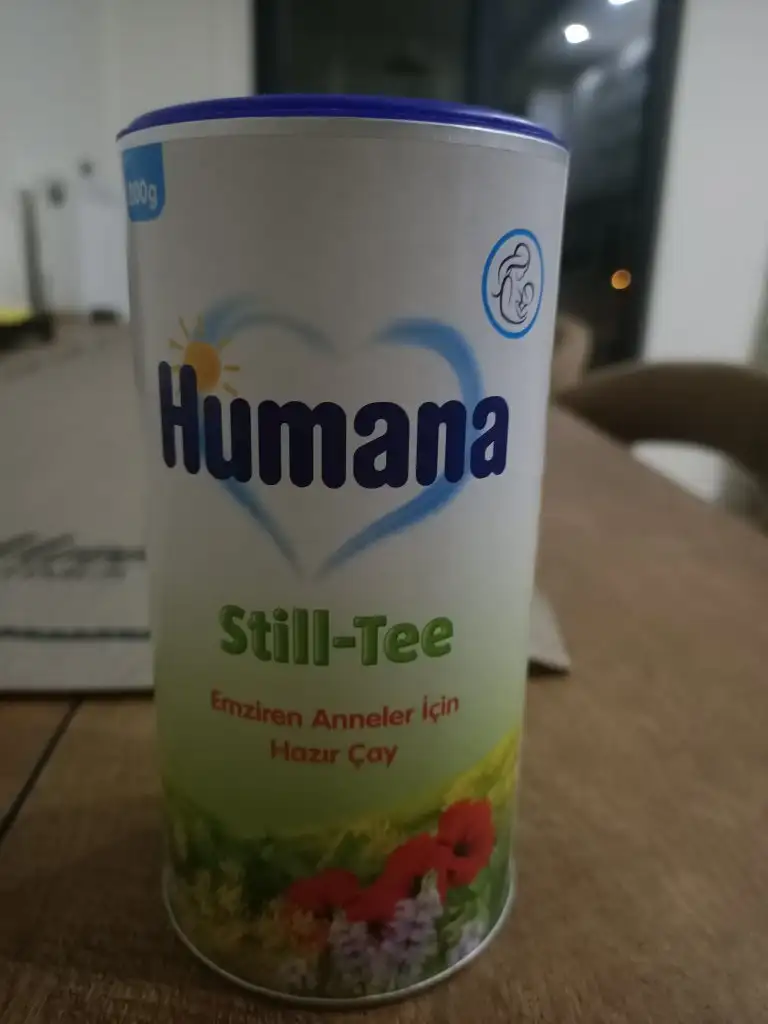 Humana
Still-Tee
Emziren Anneler İçin
Hazır Çay